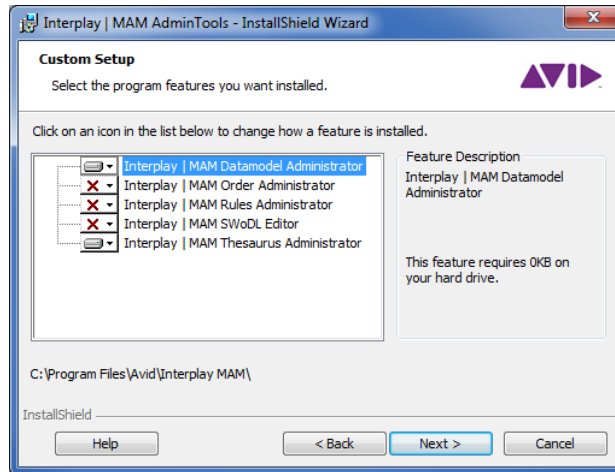 Interplay | MAM AdminTools - InstallShield Wizard
Custom Setup
Select the program features you want installed.
AVID
Click on an icon in the list below to change how a feature is installed.
Interplay | MAM Datamodel Administrator
Interplay | MAM Order Administrator
Interplay | MAM Rules Administrator
Interplay | MAM SWoDL Editor
Interplay | MAM Thesaurus Administrator
Feature Description
Interplay | MAM Datamodel
Administrator
This feature requires 0KB on
your hard drive.
C:\Program Files\Avid\Interplay MAM\
InstallShield
Help
< Back
Next >
Cancel